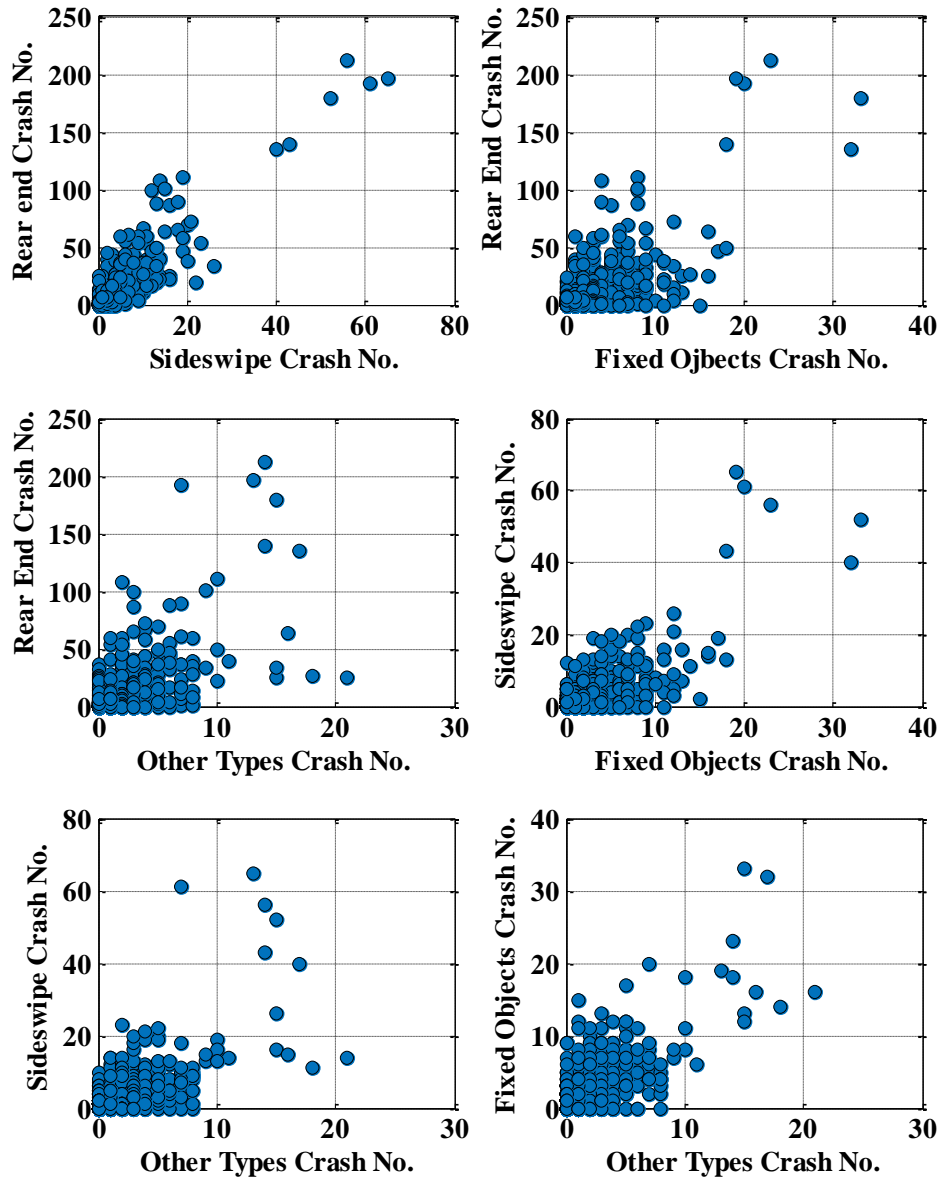 250
200
150
100
50
0
0 20 40 60 80
Rear end Crash No.
Sideswipe Crash No.
250
200
150
100
50
0
0 10 20 30 40
Rear End Crash No.
Fixed Ojbects Crash No.
250
200
150
100
50
0
0 10 20 30
Rear End Crash No.
Other Types Crash No.
80
60
40
20
0
0 10 20 30 40
Sideswipe Crash No.
Fixed Objects Crash No.
80
60
40
20
0
0 10 20 30
Sideswipe Crash No.
Other Types Crash No.
40
30
20
10
0
0 10 20 30
Fixed Objects Crash No.
Other Types Crash No.